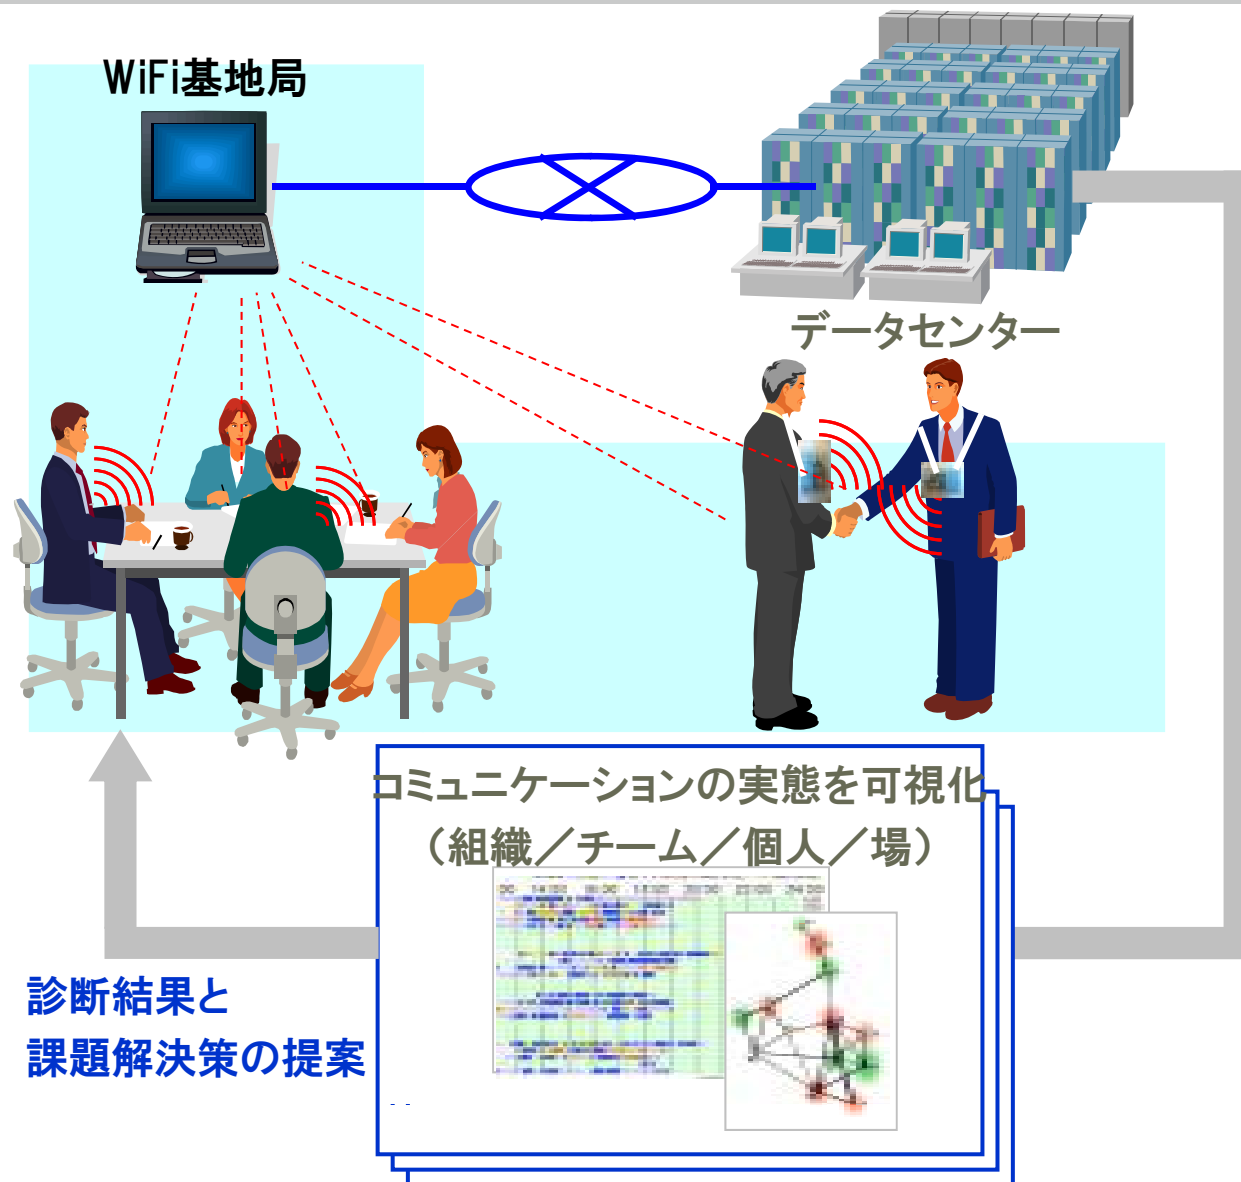 WiFi基地局
データセンター
コミュニケーションの実態を可視化
（組織／チーム／個人／場）
診断結果と
課題解決策の提案